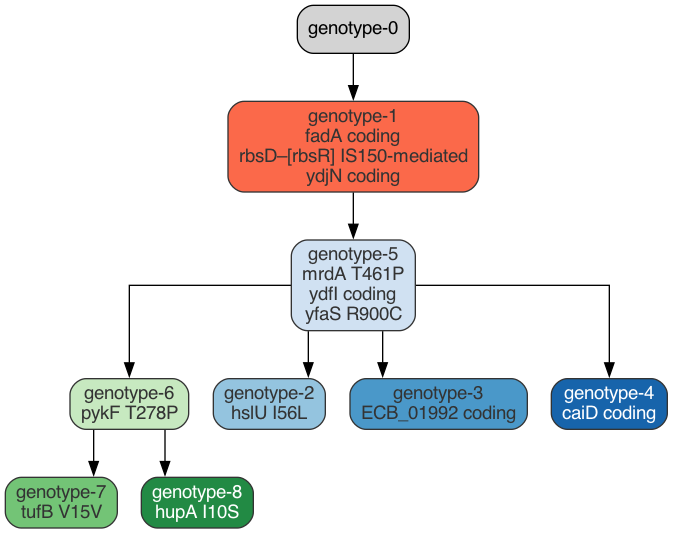 genotype-0
genotype-1
fadA coding
rbsD–[rbsR] IS150-mediated
ydjN coding
genotype-5
mrdA T461P
ydfI coding
yfaS R900C
genotype-6
pykF T278P
genotype-2
hslU I56L
genotype-3
ECB_01992 coding
genotype-4
caiD coding
genotype-7
tufB V15V
genotype-8
hupA I10S